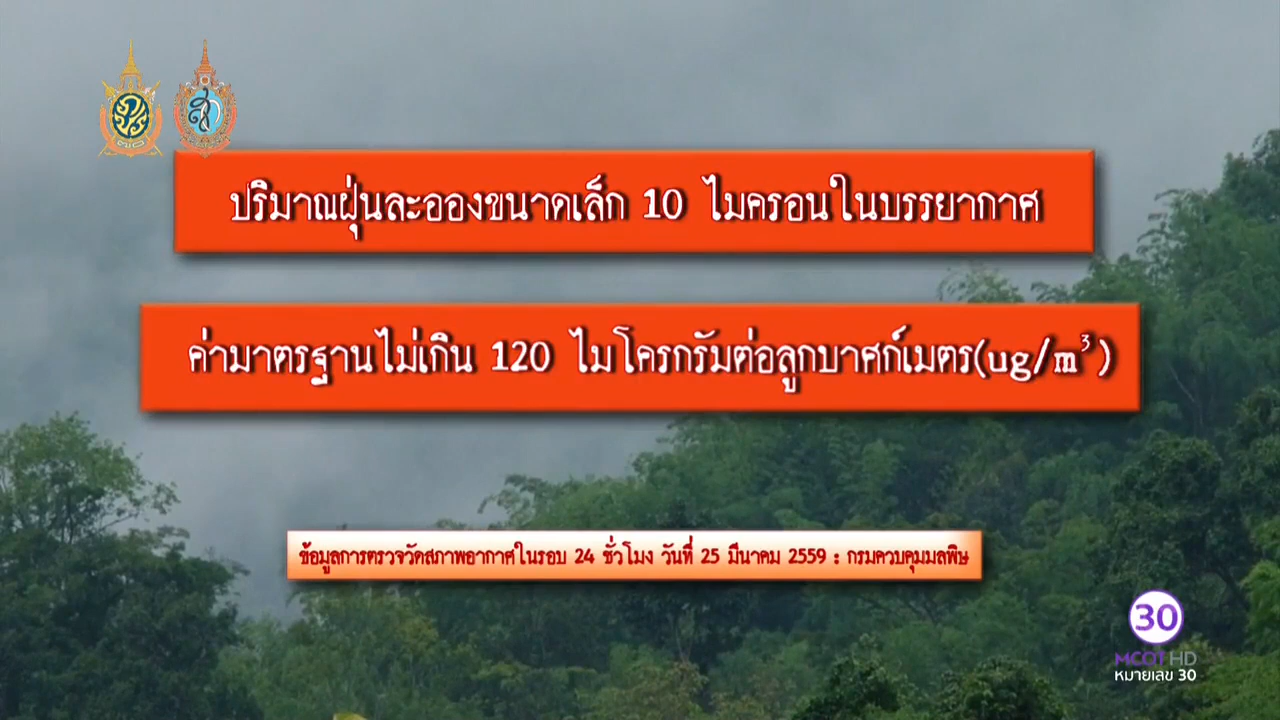 ปริมาณฝุ่นละอองขนาดเล็ก 10 ไมครอนในบรรยากาศ
ค่ามาตรฐานไม่เกิน 120 ไมโครกรัมต่อลูกบาศก์เมตร(ug/m³)
ข้อมูลการตรวจวัดสภาพอากาศในรอบ 24 ชั่วโมง วันที่ 25 มีนาคม 2559 : กรมควบคุมมลพิษ
30
MCOT HD
หมายเลข 30